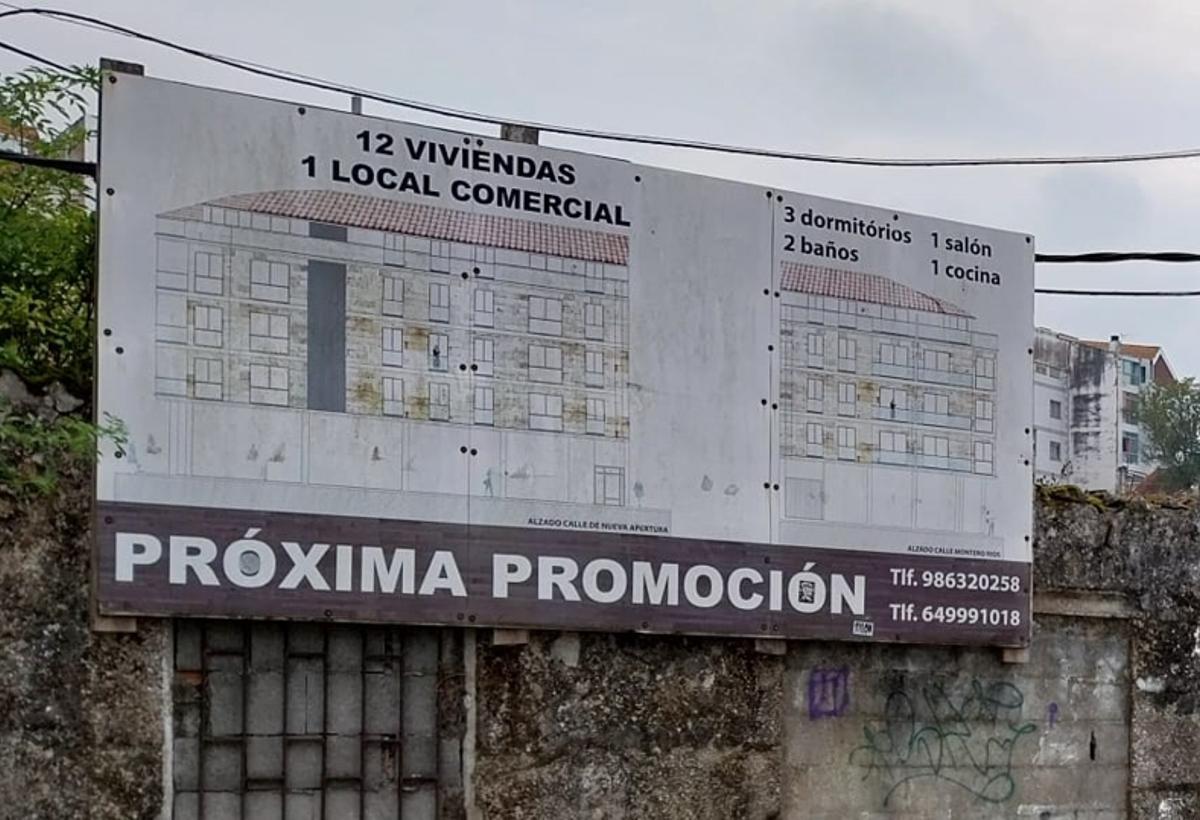 12 VIVIENDAS
1 LOCAL COMERCIAL
3 dormitórios 1 salón
2 baños 1 cocina
ALZADO CALLE DE NUEVA APERTURA
ALZADO CALLE MONTERO RIOS
PRÓXIMA PROMOCIÓN
Tlf. 986320258
Tlf. 649991018